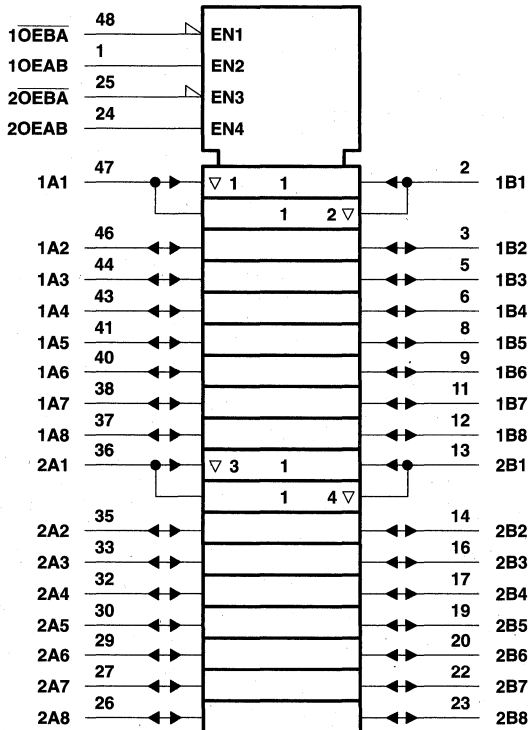 1O̅E̅B̅A̅ 48 EN1
1OEAB 1 EN2
2O̅E̅B̅A̅ 25 EN3
2OEAB 24 EN4
1A1 47 ▽ 1 1 2 1B1
1 2 ▽
1A2 46 3 1B2
1A3 44 5 1B3
1A4 43 6 1B4
1A5 41 8 1B5
1A6 40 9 1B6
1A7 38 11 1B7
1A8 37 12 1B8
2A1 36 ▽ 3 1 13 2B1
1 4 ▽
2A2 35 14 2B2
2A3 33 16 2B3
2A4 32 17 2B4
2A5 30 19 2B5
2A6 29 20 2B6
2A7 27 22 2B7
2A8 26 23 2B8